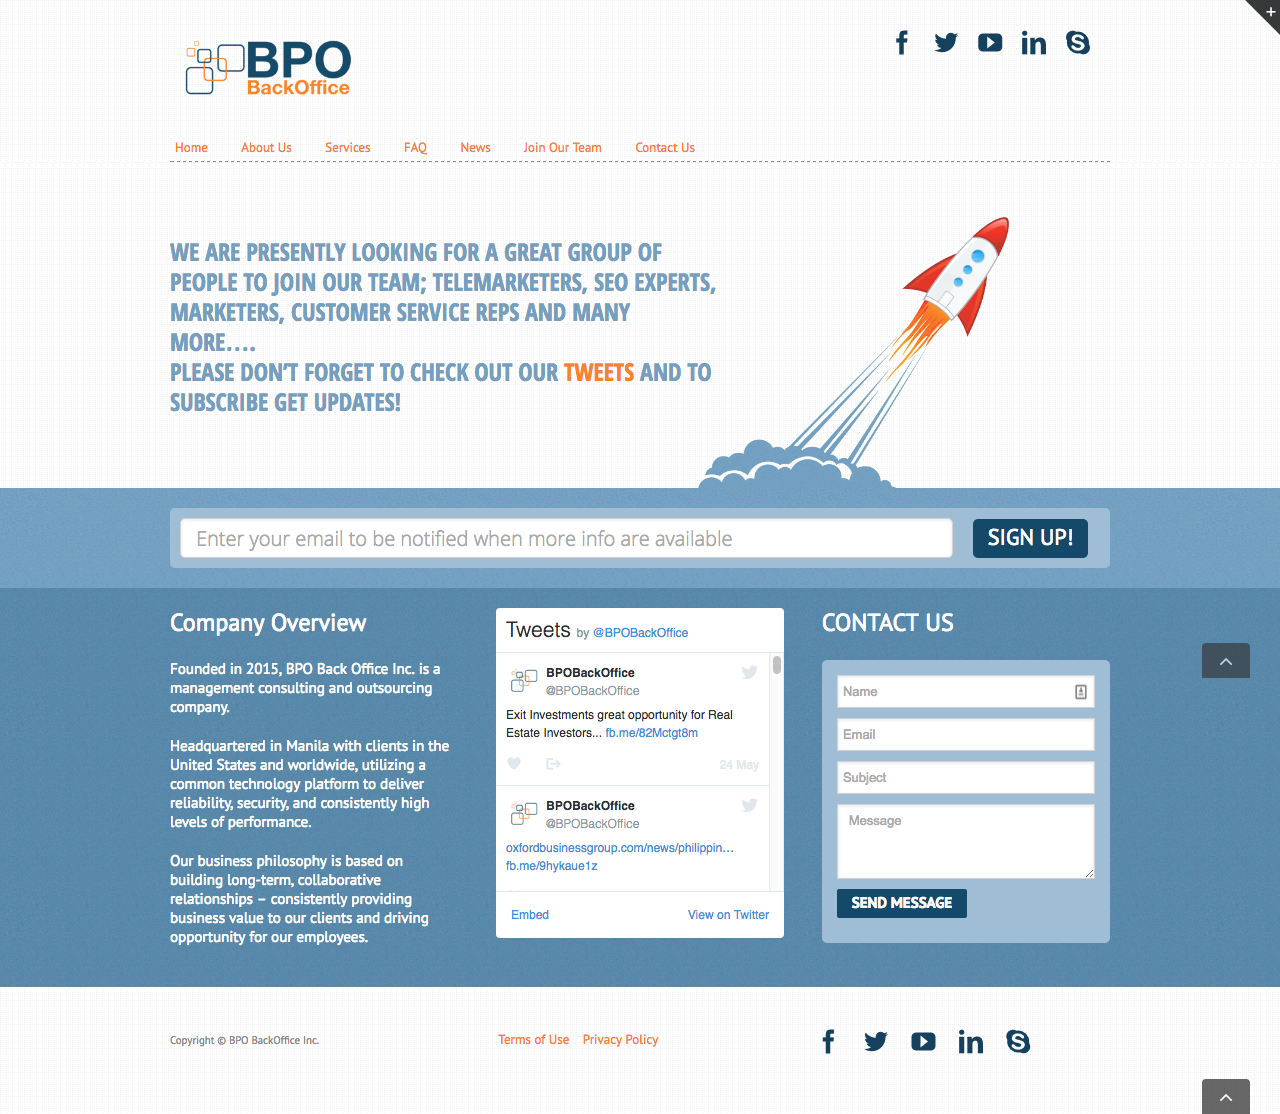 BPO
BackOffice
Home About Us Services FAQ News Join Our Team Contact Us
WE ARE PRESENTLY LOOKING FOR A GREAT GROUP OF
PEOPLE TO JOIN OUR TEAM; TELEMARKETERS, SEO EXPERTS,
MARKETERS, CUSTOMER SERVICE REPS AND MANY
MORE….
PLEASE DON’T FORGET TO CHECK OUT OUR TWEETS AND TO
SUBSCRIBE GET UPDATES!
Enter your email to be notified when more info are available
SIGN UP!
Company Overview
Founded in 2015, BPO Back Office Inc. is a
management consulting and outsourcing
company.
Headquartered in Manila with clients in the
United States and worldwide, utilizing a
common technology platform to deliver
reliability, security, and consistently high
levels of performance.
Our business philosophy is based on
building long-term, collaborative
relationships – consistently providing
business value to our clients and driving
opportunity for our employees.
Tweets by @BPOBackOffice
BPOBackOffice
@BPOBackOffice
Exit Investments great opportunity for Real
Estate Investors... fb.me/82Mctgt8m
24 May
BPOBackOffice
@BPOBackOffice
oxfordbusinessgroup.com/news/philippin…
fb.me/9hykaue1z
Embed View on Twitter
CONTACT US
Name
Email
Subject
Message
SEND MESSAGE
Copyright © BPO BackOffice Inc.
Terms of Use Privacy Policy